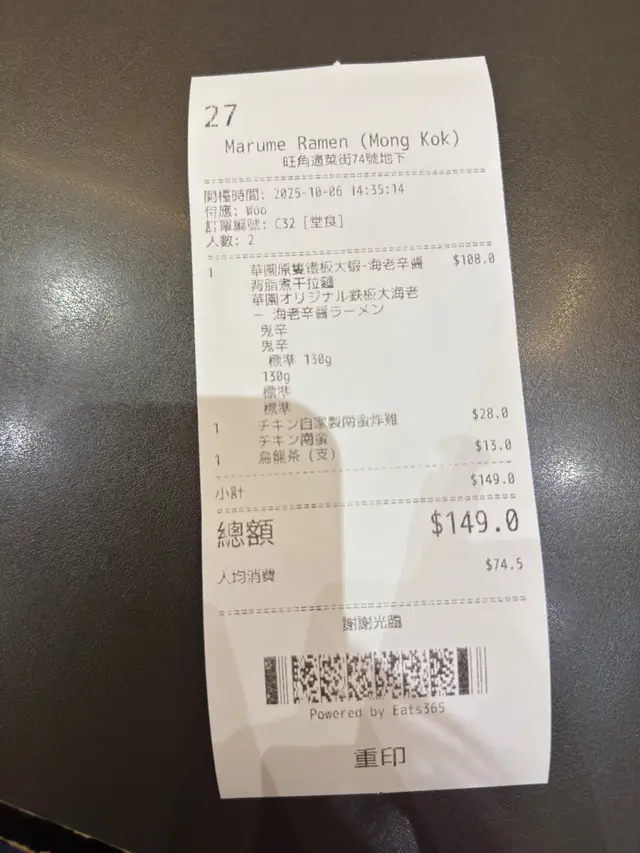 27
Marume Ramen (Mong Kok)
旺角通菜街74號地下
開檯時間: 2025-10-06 14:35:14
侍應: Woo
訂單編號: C32 [堂食]
人數: 2
1 華園原隻鐵板大蝦-海老辛醬 $108.0
背脂煮干拉麵
華園オリジナル鉄板大海老
— 海老辛醬ラーメン
鬼辛
鬼辛
標準 130g
130g
標準
標準
1 チキン自家製南蛮炸雞 $28.0
チキン南蛮
1 烏龍茶 (支) $13.0
小計 $149.0
總額 $149.0
人均消費 $74.5
謝謝光臨
Powered by Eats365
重印